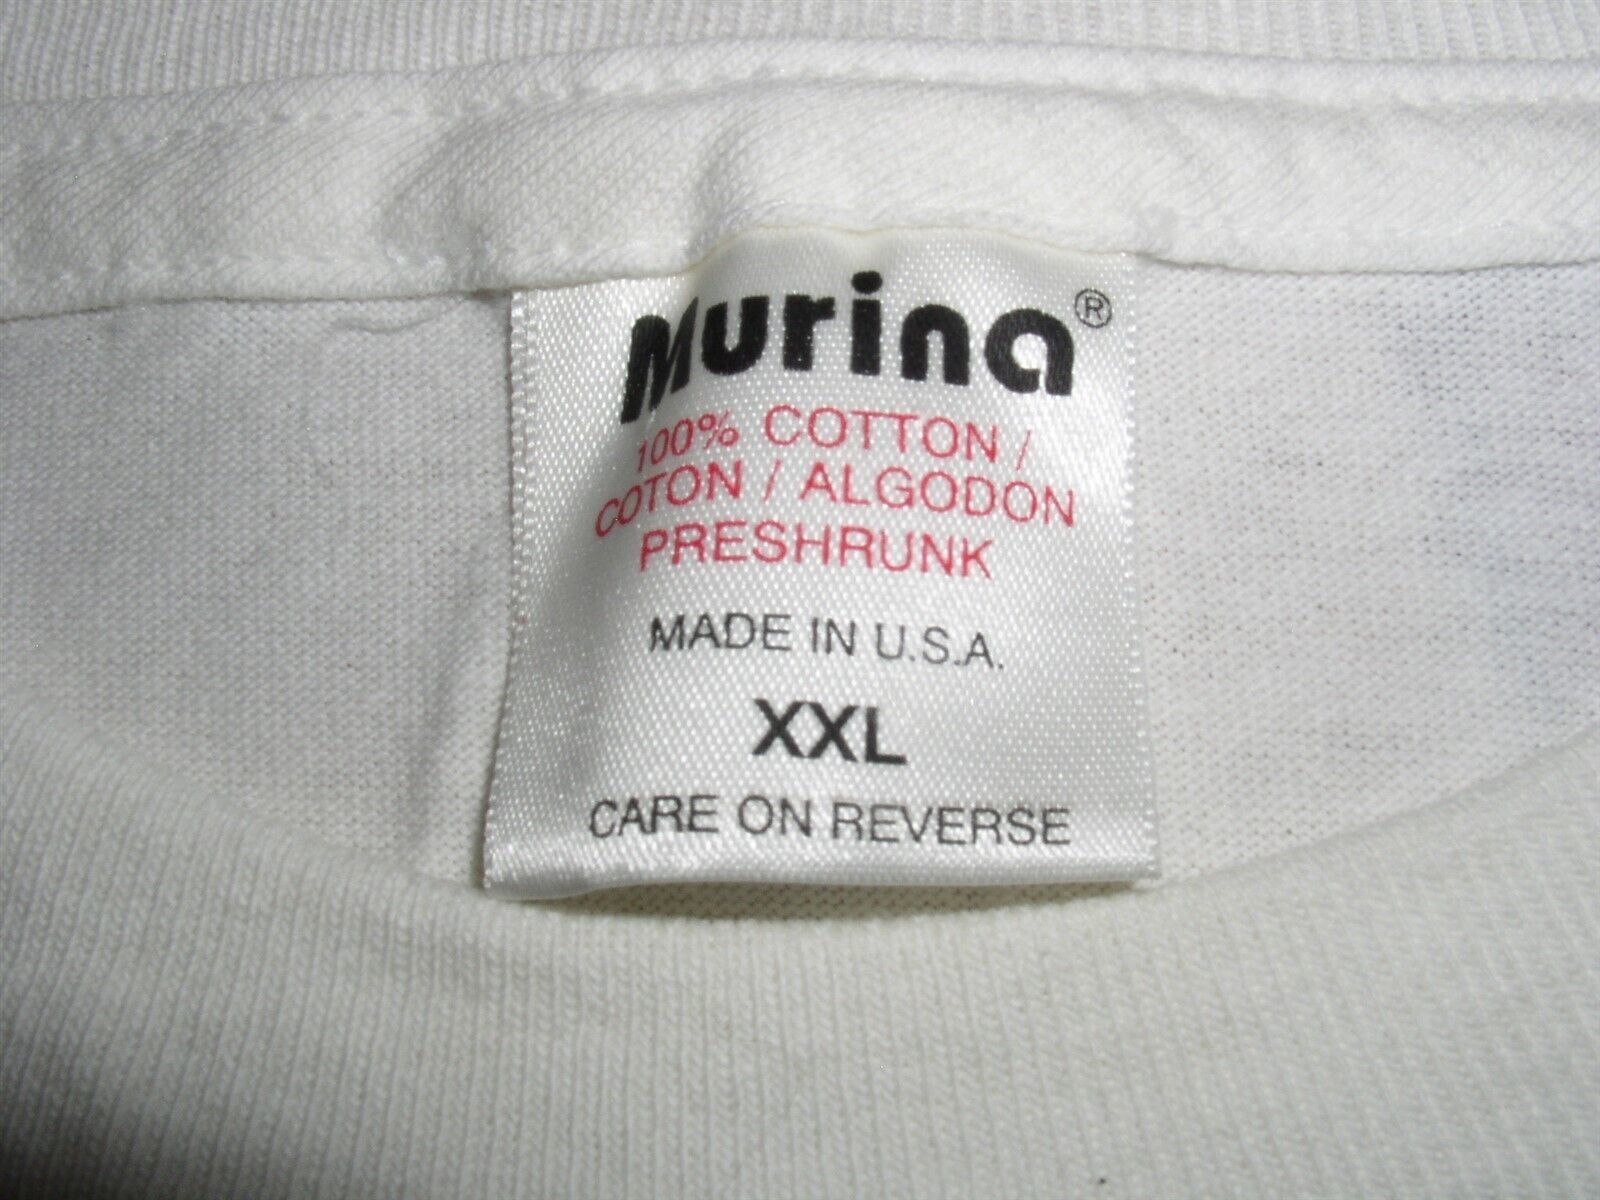 Murina®
100% COTTON /
COTON / ALGODON
PRESHRUNK
MADE IN U.S.A.
XXL
CARE ON REVERSE